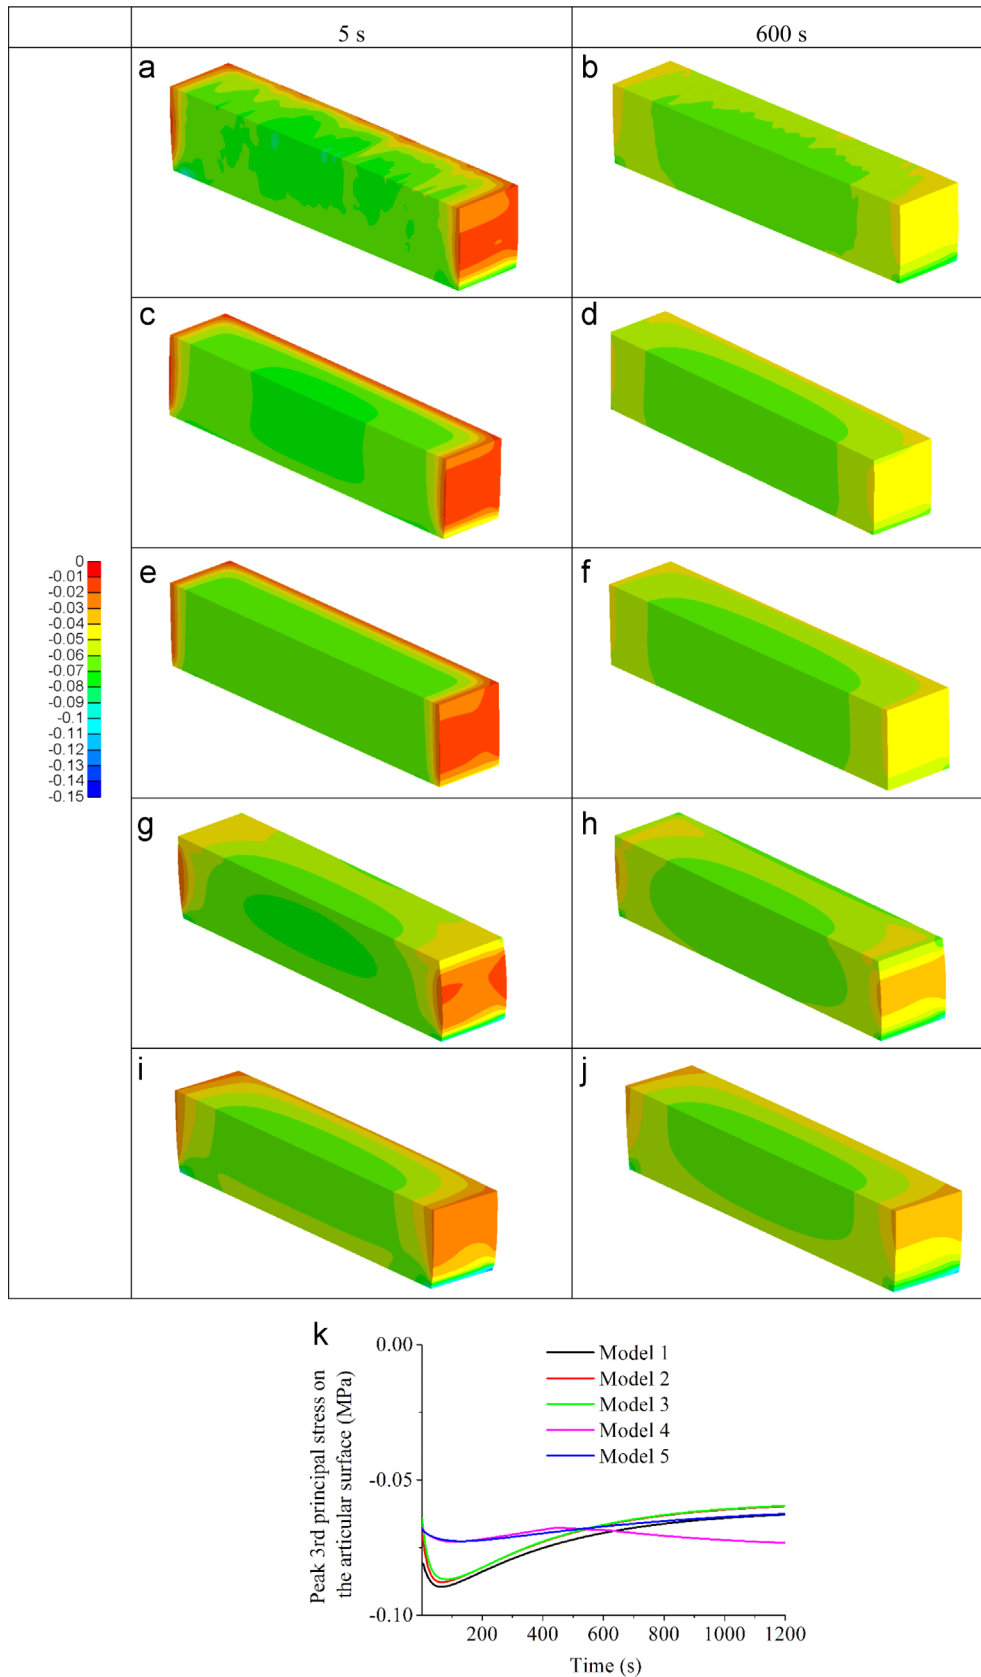 5 s
600 s
a
b
c
d
e
f
0
-0.01
-0.02
-0.03
-0.04
-0.05
-0.06
-0.07
-0.08
-0.09
-0.1
-0.11
-0.12
-0.13
-0.14
-0.15
g
h
i
j
k
Peak 3rd principal stress on
the articular surface (MPa)
0.00
-0.05
-0.10
Model 1
Model 2
Model 3
Model 4
Model 5
200
400
600
800
1000
1200
Time (s)